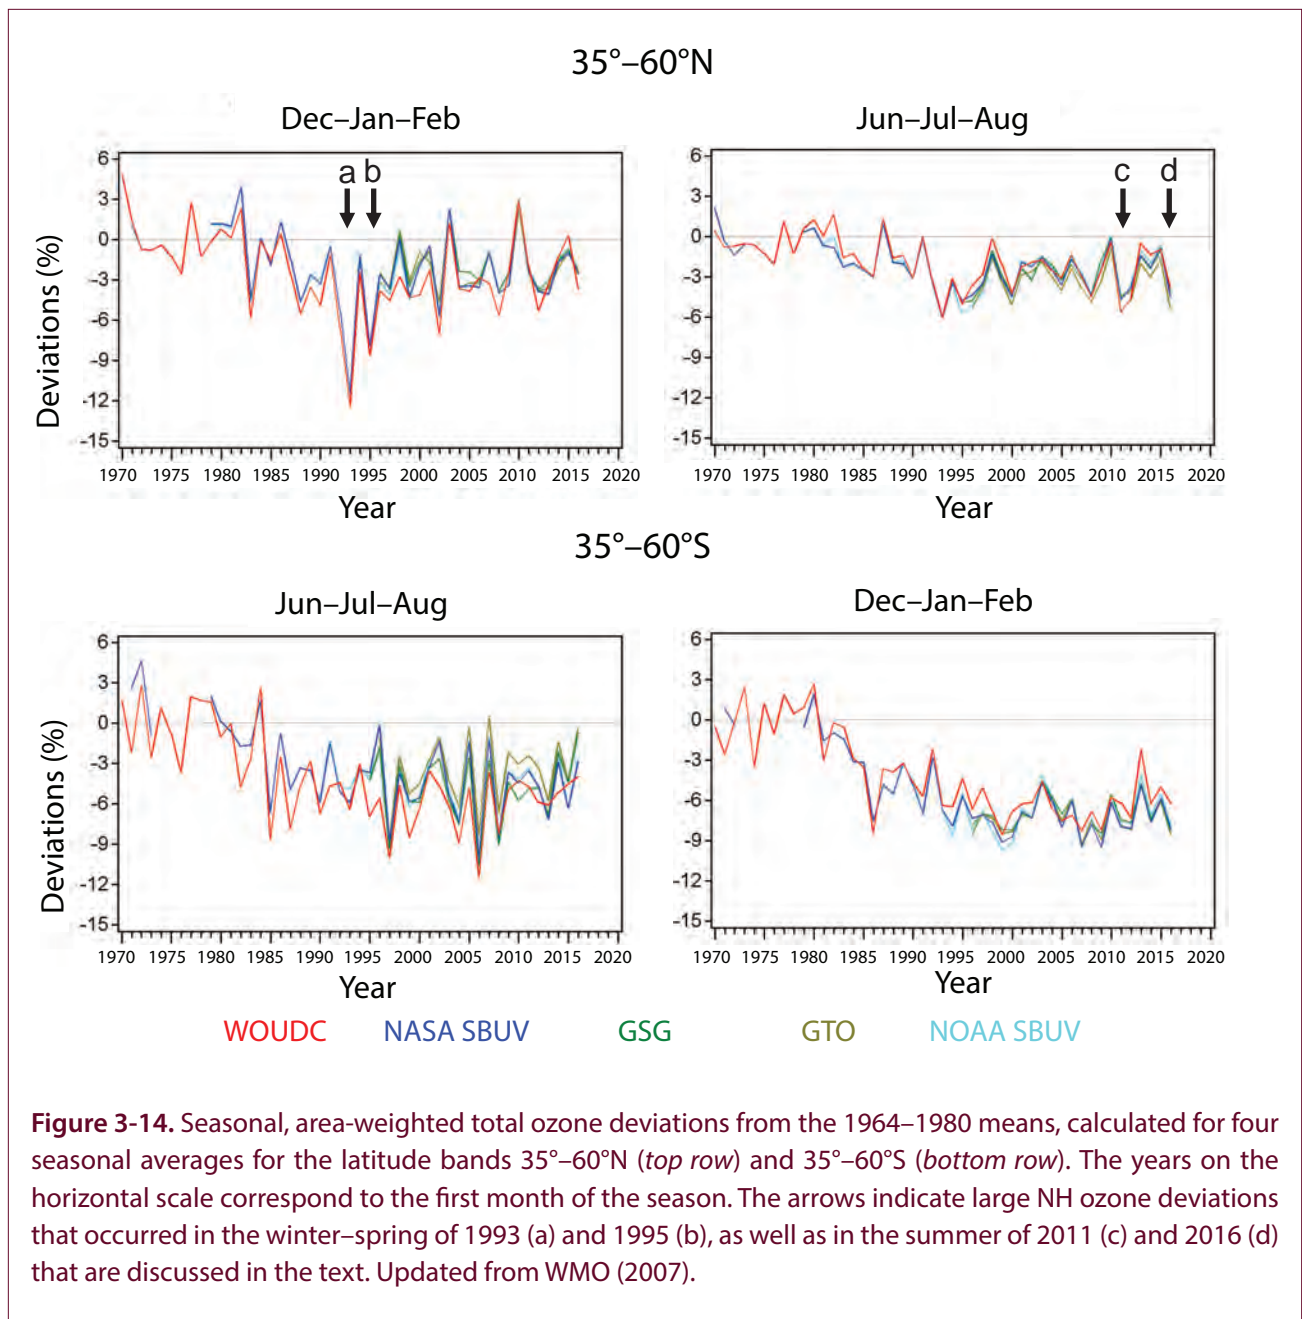 35°–60°N
Dec–Jan–Feb
Jun–Jul–Aug
a b
c d
Deviations (%)
6
3
0
-3
-6
-9
-12
-15
6
3
0
-3
-6
-9
-12
-15
1970 1975 1980 1985 1990 1995 2000 2005 2010 2015 2020
1970 1975 1980 1985 1990 1995 2000 2005 2010 2015 2020
Year
Year
35°–60°S
Jun–Jul–Aug
Dec–Jan–Feb
Deviations (%)
6
3
0
-3
-6
-9
-12
-15
6
3
0
-3
-6
-9
-12
-15
1970 1975 1980 1985 1990 1995 2000 2005 2010 2015 2020
1970 1975 1980 1985 1990 1995 2000 2005 2010 2015 2020
Year
Year
WOUDC NASA SBUV GSG GTO NOAA SBUV
Figure 3-14. Seasonal, area-weighted total ozone deviations from the 1964–1980 means, calculated for four
seasonal averages for the latitude bands 35°–60°N (top row) and 35°–60°S (bottom row). The years on the
horizontal scale correspond to the first month of the season. The arrows indicate large NH ozone deviations
that occurred in the winter–spring of 1993 (a) and 1995 (b), as well as in the summer of 2011 (c) and 2016 (d)
that are discussed in the text. Updated from WMO (2007).